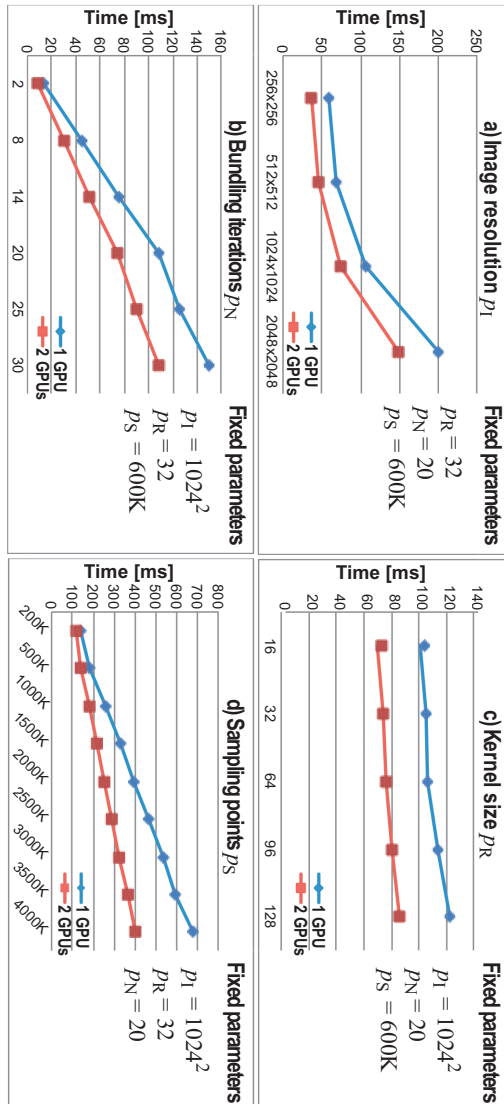 a) Image resolution pI
Time [ms]
250
200
150
100
50
0
256x256
512x512
1024x1024
2048x2048
1 GPU
2 GPUs
Fixed parameters
pR = 32
pN = 20
pS = 600K
c) Kernel size pR
Time [ms]
140
120
100
80
60
40
20
0
16
32
64
96
128
1 GPU
2 GPUs
Fixed parameters
pI = 1024²
pN = 20
pS = 600K
b) Bundling iterations pN
Time [ms]
160
140
120
100
80
60
40
20
0
2
8
14
20
25
30
1 GPU
2 GPUs
Fixed parameters
pI = 1024²
pR = 32
pS = 600K
d) Sampling points pS
Time [ms]
800
700
600
500
400
300
200
100
0
200K
500K
1000K
1500K
2000K
2500K
3000K
3500K
4000K
1 GPU
2 GPUs
Fixed parameters
pI = 1024²
pR = 32
pN = 20